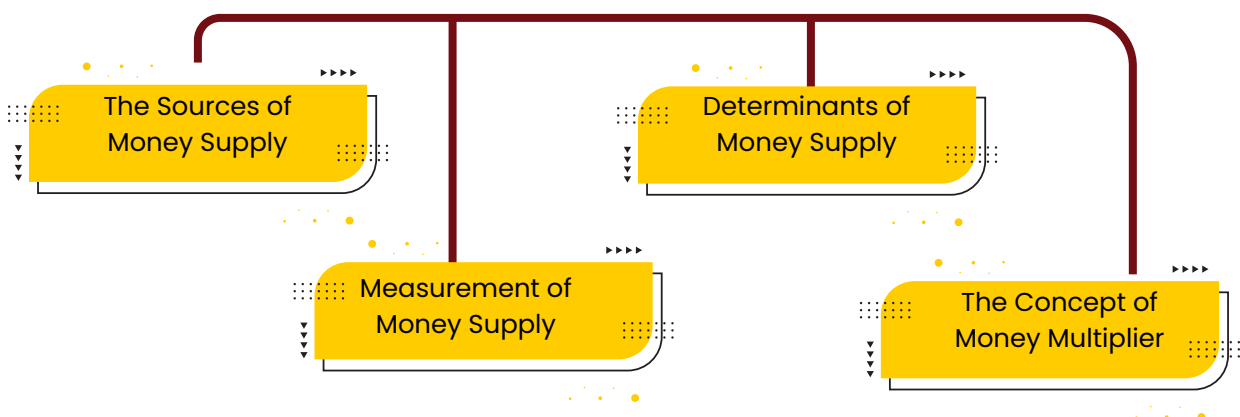 The Sources of
Money Supply
Measurement of
Money Supply
Determinants of
Money Supply
The Concept of
Money Multiplier